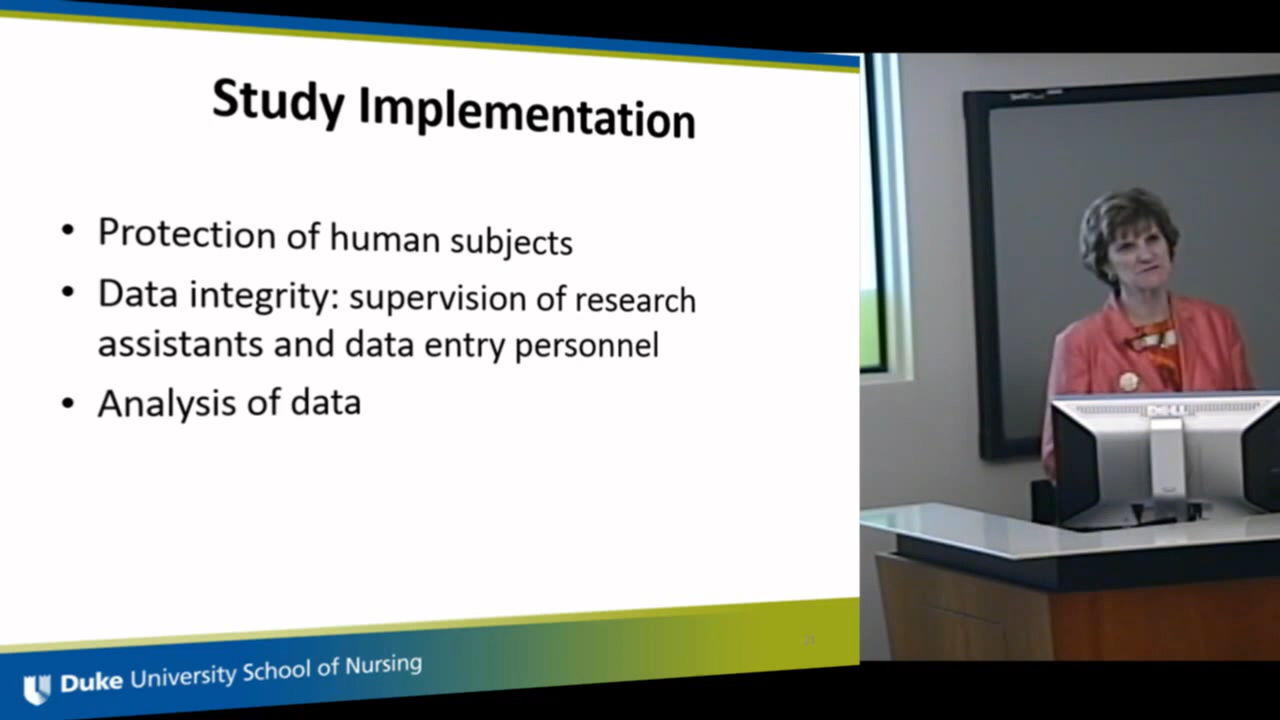 Study Implementation
• Protection of human subjects
• Data integrity: supervision of research
assistants and data entry personnel
• Analysis of data
Duke University School of Nursing
DELL